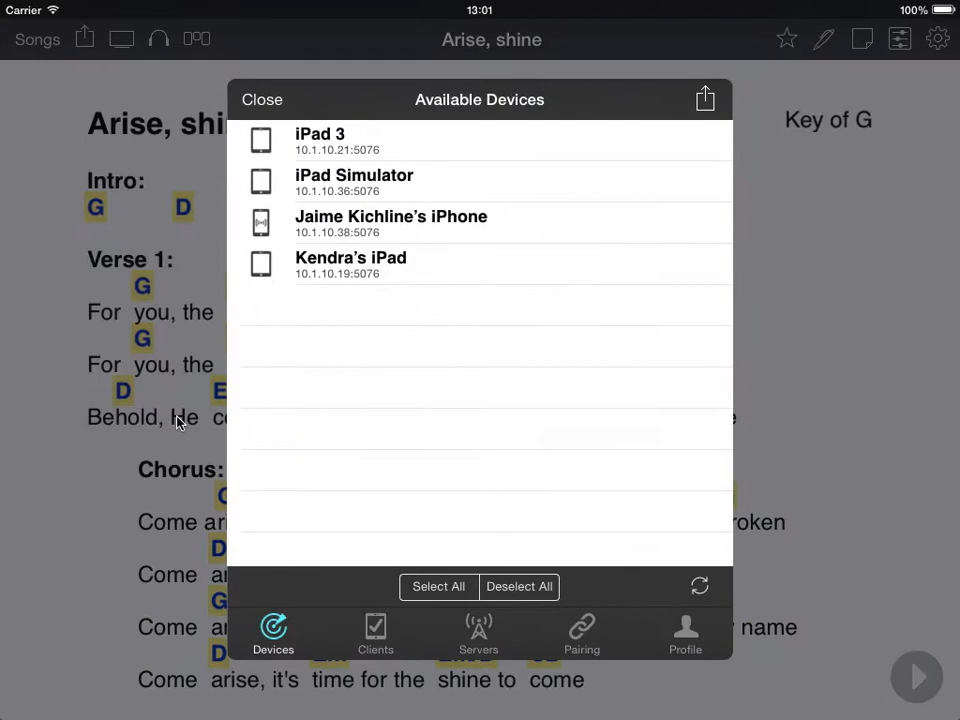 Carrier 13:01 100%
Songs Arise, shine
Close Available Devices
Arise, shi Key of G
iPad 3
10.1.10.21:5076
iPad Simulator
10.1.10.36:5076
Jaime Kichline’s iPhone
10.1.10.38:5076
Kendra’s iPad
10.1.10.19:5076
Intro:
G D
Verse 1:
G
For you, the
G
For you, the
D E
Behold, He c e
Chorus:
C
Come ari roken
D
Come a
G
Come a name
D
Come arise, it's time for the shine to come
Select All Deselect All
Devices Clients Servers Pairing Profile